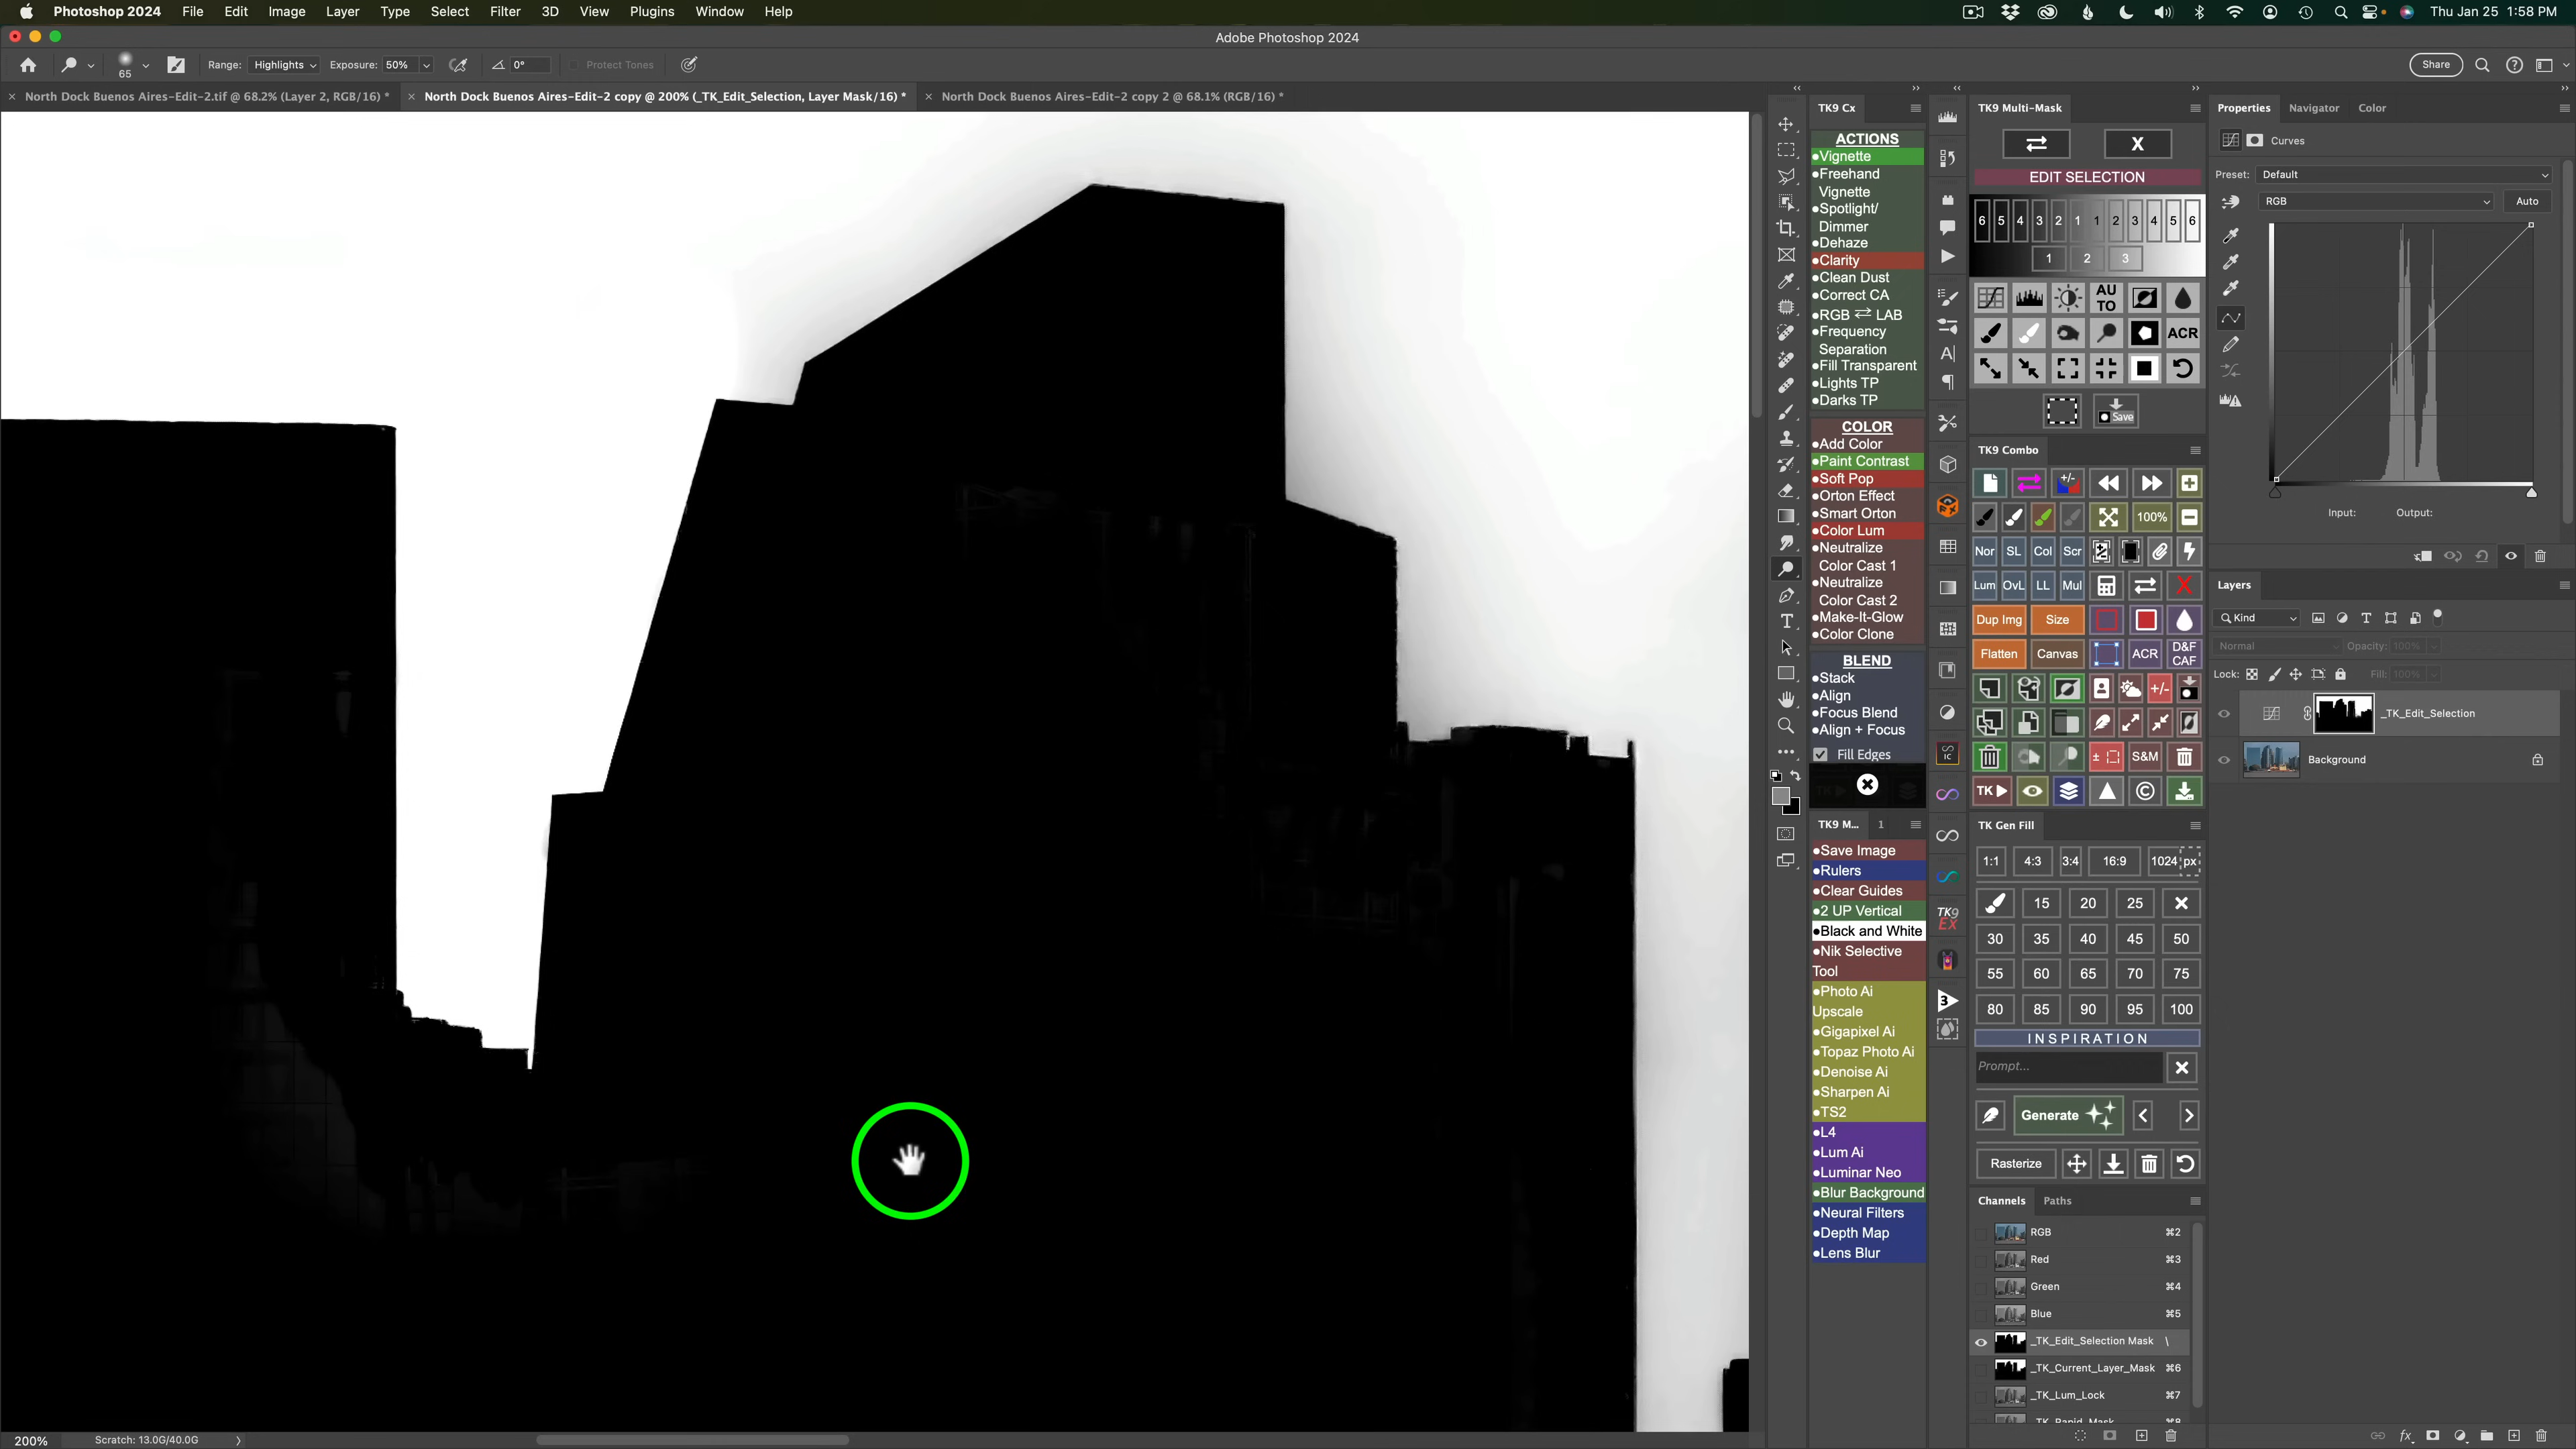 Photoshop 2024 File Edit Image Layer Type Select Filter 3D View Plugins Window Help Thu Jan 25 1:58 PM
Adobe Photoshop 2024
65 Range: Highlights Exposure: 50% 0° Protect Tones Share
North Dock Buenos Aires-Edit-2.tif @ 68.2% (Layer 2, RGB/16) * North Dock Buenos Aires-Edit-2 copy @ 200% (_TK_Edit_Selection, Layer Mask/16) * North Dock Buenos Aires-Edit-2 copy 2 @ 68.1% (RGB/16) *
TK9 Cx
ACTIONS
●Vignette
●Freehand
Vignette
●Spotlight/
Dimmer
●Dehaze
●Clarity
●Clean Dust
●Correct CA
●RGB ⇄ LAB
●Frequency
Separation
●Fill Transparent
●Lights TP
●Darks TP
COLOR
●Add Color
●Paint Contrast
●Soft Pop
●Orton Effect
●Smart Orton
●Color Lum
●Neutralize
Color Cast 1
●Neutralize
Color Cast 2
●Make-It-Glow
●Color Clone
BLEND
●Stack
●Align
●Focus Blend
●Align + Focus
Fill Edges
TK9 M... 1
●Save Image
●Rulers
●Clear Guides
●2 UP Vertical
●Black and White
●Nik Selective
Tool
●Photo Ai
Upscale
●Gigapixel Ai
●Topaz Photo Ai
●Denoise Ai
●Sharpen Ai
●TS2
●L4
●Lum Ai
●Luminar Neo
●Blur Background
●Neural Filters
●Depth Map
●Lens Blur
IC
TK9
Ex
3
TK9 Multi-Mask
X
EDIT SELECTION
6 5 4 3 2 1 1 2 3 4 5 6
1 2 3
AU
TO
ACR
Save
TK9 Combo
+/-
100%
Nor SL Col Scr
Lum OvL LL Mul X
Dup Img Size
Flatten Canvas ACR D&F
CAF
+/-
S&M
TK
TK Gen Fill
1:1 4:3 3:4 16:9 1024 px
15 20 25
30 35 40 45 50
55 60 65 70 75
80 85 90 95 100
INSPIRATION
Prompt...
Generate
Rasterize
Channels Paths
RGB ⌘2
Red ⌘3
Green ⌘4
Blue ⌘5
_TK_Edit_Selection Mask \
_TK_Current_Layer_Mask ⌘6
_TK_Lum_Lock ⌘7
_TK_Rapid_Mask ⌘8
Properties Navigator Color
Curves
Preset: Default
RGB Auto
Input: Output:
Layers
Kind
Normal Opacity: 100%
Lock: Fill: 100%
_TK_Edit_Selection
Background
200% Scratch: 13.0G/40.0G